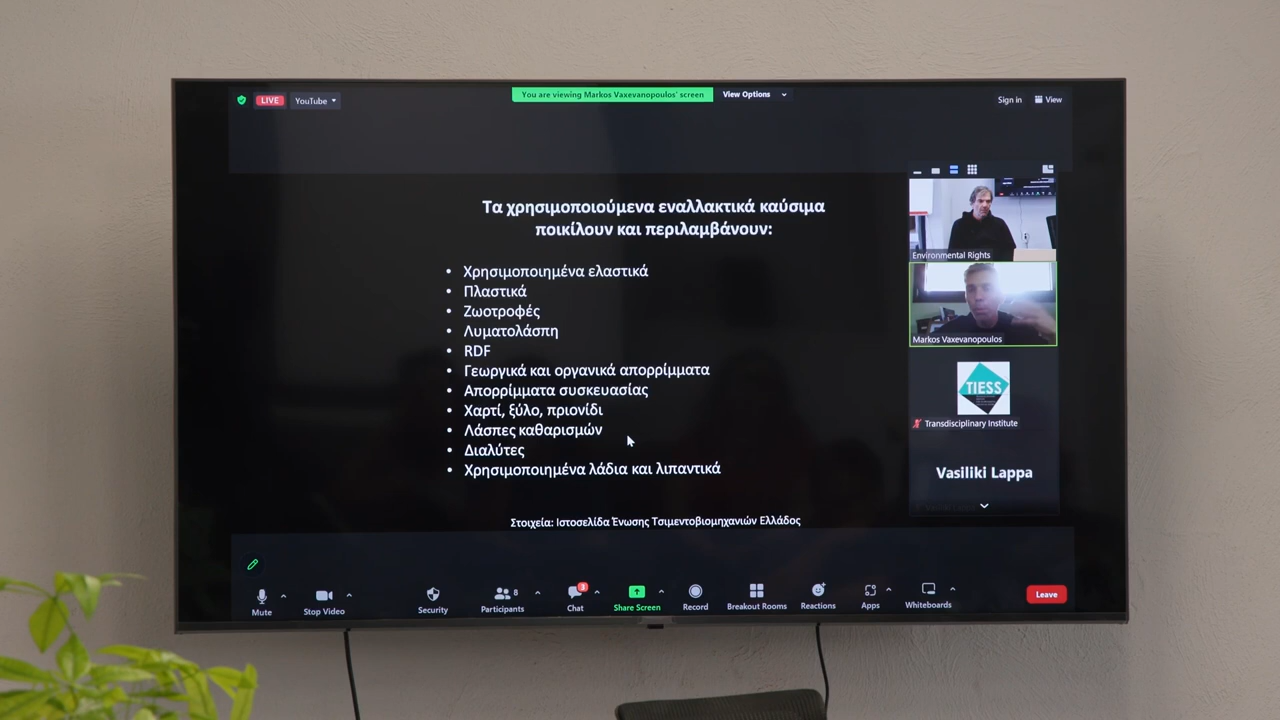 LIVE
YouTube
You are viewing Markos Vaxevanopoulos' screen
View Options
Sign in
View
Τα χρησιμοποιούμενα εναλλακτικά καύσιμα
ποικίλουν και περιλαμβάνουν:
• Χρησιμοποιημένα ελαστικά
• Πλαστικά
• Ζωοτροφές
• Λυματολάσπη
• RDF
• Γεωργικά και οργανικά απορρίμματα
• Απορρίμματα συσκευασίας
• Χαρτί, ξύλο, πριονίδι
• Λάσπες καθαρισμών
• Διαλύτες
• Χρησιμοποιημένα λάδια και λιπαντικά
Στοιχεία: Ιστοσελίδα Ένωσης Τσιμεντοβιομηχανιών Ελλάδος
Environmental Rights
Markos Vaxevanopoulos
TIESS
Transdisciplinary Institute
Vasiliki Lappa
Mute
Stop Video
Security
Participants
8
Chat
3
Share Screen
Record
Breakout Rooms
Reactions
Apps
Whiteboards
Leave